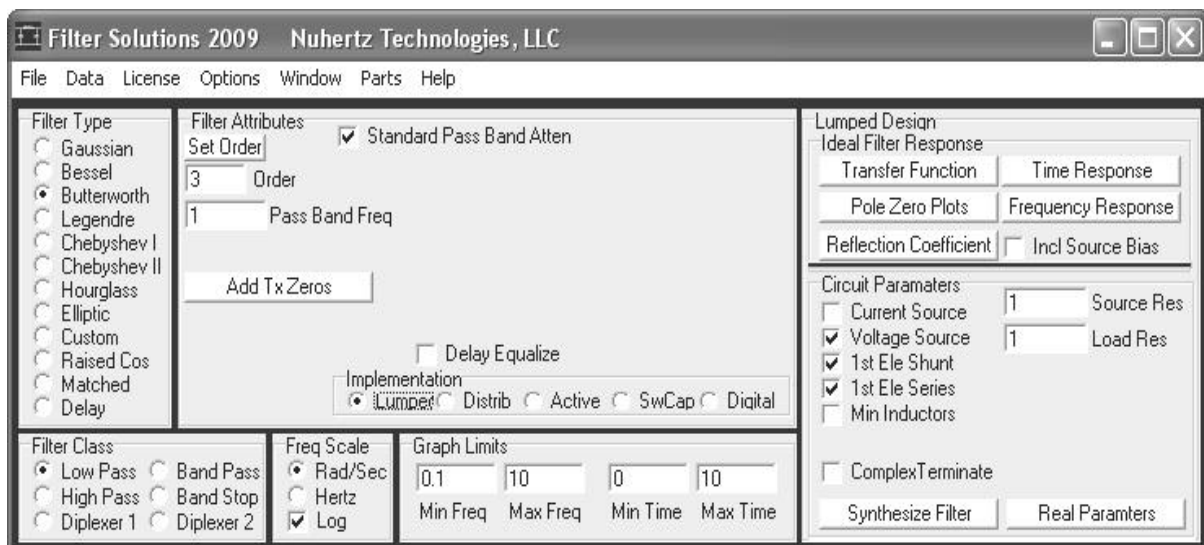 Filter Solutions 2009 Nuhertz Technologies, LLC
File Data License Options Window Parts Help
Filter Type
Gaussian
Bessel
Butterworth
Legendre
Chebyshev I
Chebyshev II
Hourglass
Elliptic
Custom
Raised Cos
Matched
Delay
Filter Attributes
Set Order
Standard Pass Band Atten
3 Order
1 Pass Band Freq
Add Tx Zeros
Delay Equalize
Implementation
Lumped Distrib Active SwCap Digital
Lumped Design
Ideal Filter Response
Transfer Function Time Response
Pole Zero Plots Frequency Response
Reflection Coefficient Incl Source Bias
Circuit Paramaters
Current Source
Voltage Source
1st Ele Shunt
1st Ele Series
Min Inductors
1 Source Res
1 Load Res
ComplexTerminate
Synthesize Filter Real Paramters
Filter Class
Low Pass Band Pass
High Pass Band Stop
Diplexer 1 Diplexer 2
Freq Scale
Rad/Sec
Hertz
Log
Graph Limits
0.1 10 0 10
Min Freq Max Freq Min Time Max Time